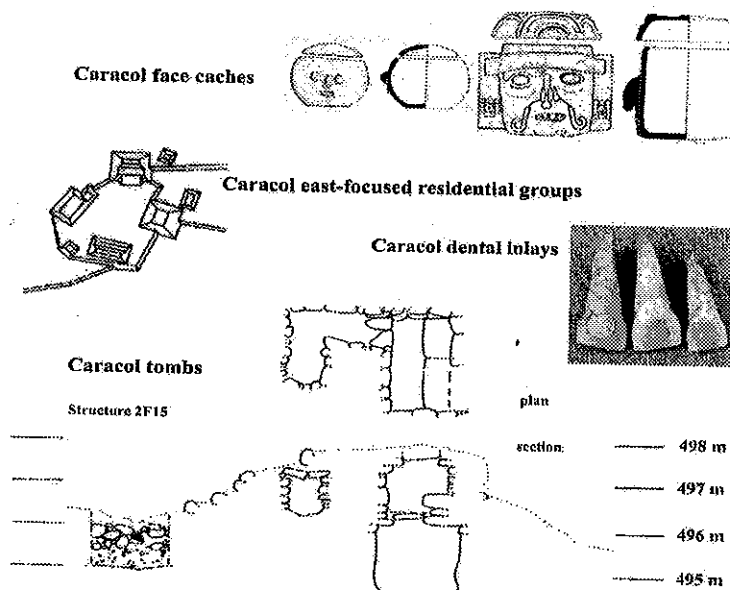 Caracol face caches
Caracol east-focused residential groups
Caracol dental inlays
Caracol tombs
Structure 2F15
plan
section:
498 m
497 m
496 m
495 m